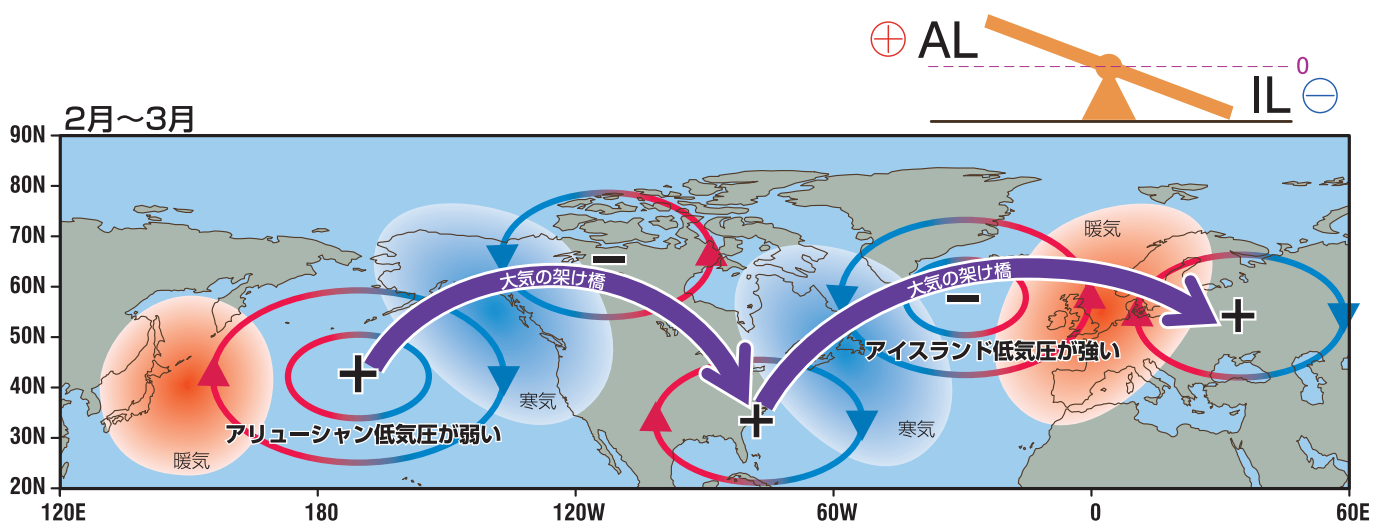 ⊕ AL
0
IL ⊖
2月〜3月
90N
80N
70N
60N
50N
40N
30N
20N
暖気
大気の架け橋
大気の架け橋
−
−
+
+
+
アイスランド低気圧が強い
寒気
寒気
アリューシャン低気圧が弱い
暖気
120E
180
120W
60W
0
60E